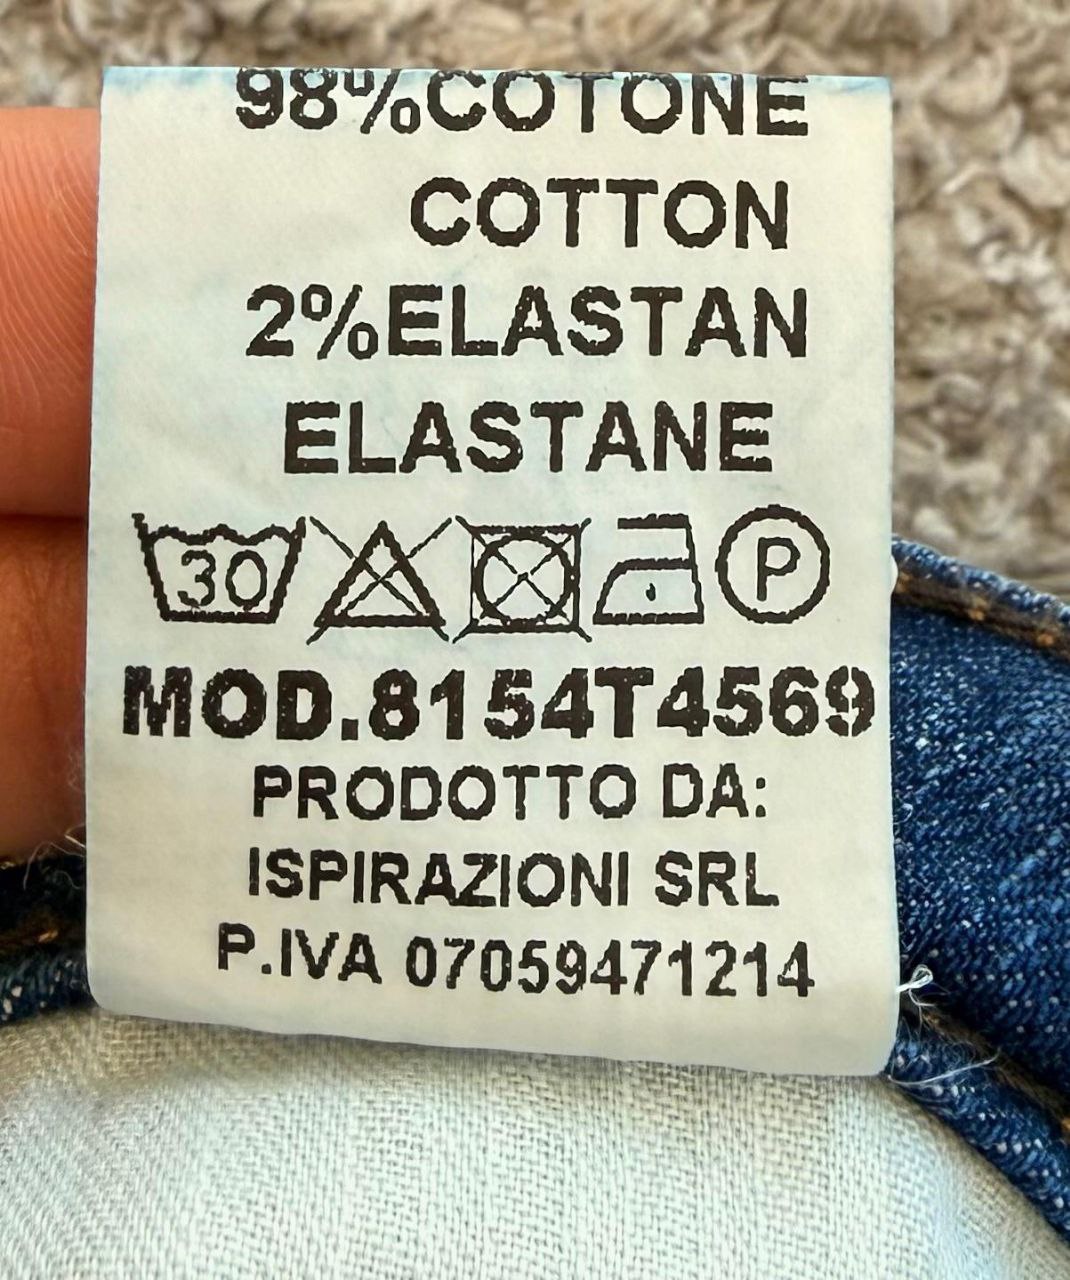 98%COTONE
COTTON
2%ELASTAN
ELASTANE
30 P
MOD.8154T4569
PRODOTTO DA:
ISPIRAZIONI SRL
P.IVA 07059471214